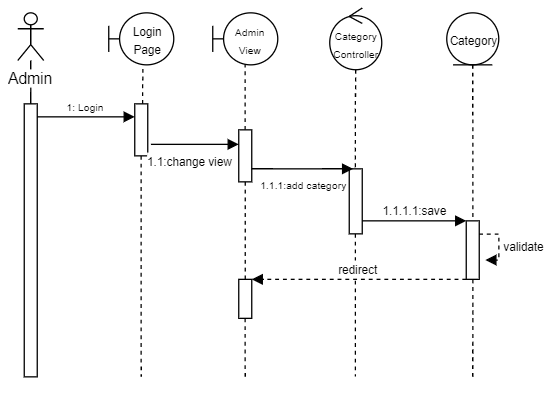 Login
Page
Admin
View
Category
Controller
Category
Admin
1: Login
1.1:change view
1.1.1:add category
1.1.1.1:save
validate
redirect